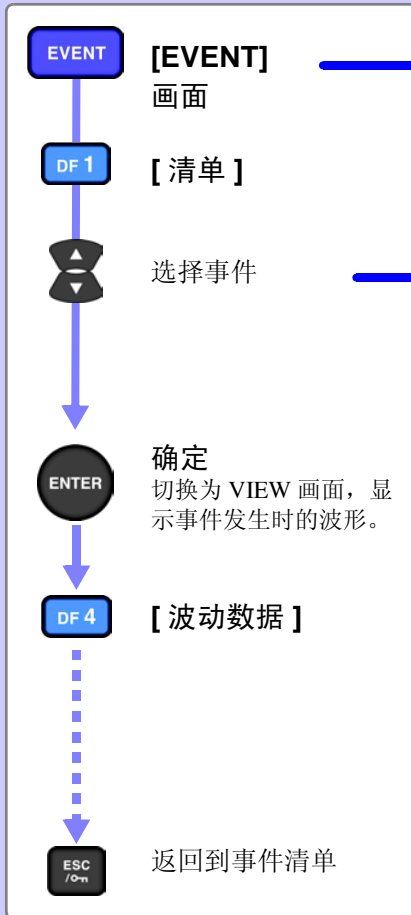 EVENT
[EVENT]
画面
DF 1
[ 清单 ]
选择事件
ENTER
确定
切换为 VIEW 画面，显
示事件发生时的波形。
DF 4
[ 波动数据 ]
ESC
/
返回到事件清单